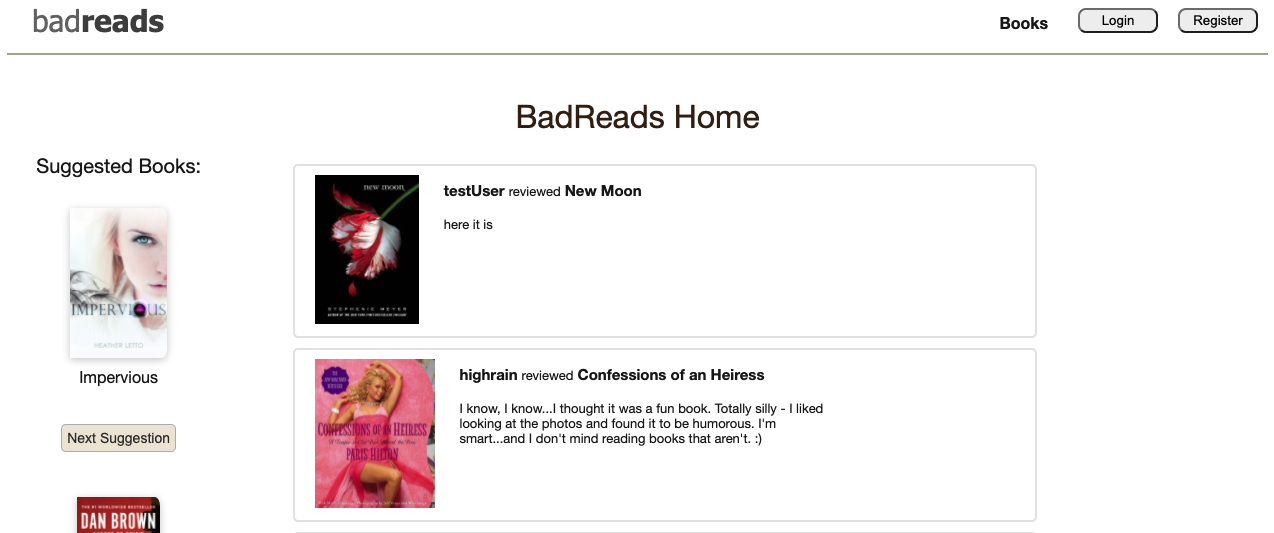 badreads
Books
Login
Register
BadReads Home
Suggested Books:
IMPERVIOUS
HEATHER LETTO
Impervious
Next Suggestion
DAN BROWN
new moon
STEPHENIE MEYER
testUser reviewed New Moon
here it is
CONFESSIONS OF AN HEIRESS
PARIS HILTON
highrain reviewed Confessions of an Heiress
I know, I know...I thought it was a fun book. Totally silly - I liked
looking at the photos and found it to be humorous. I'm
smart...and I don't mind reading books that aren't. :)